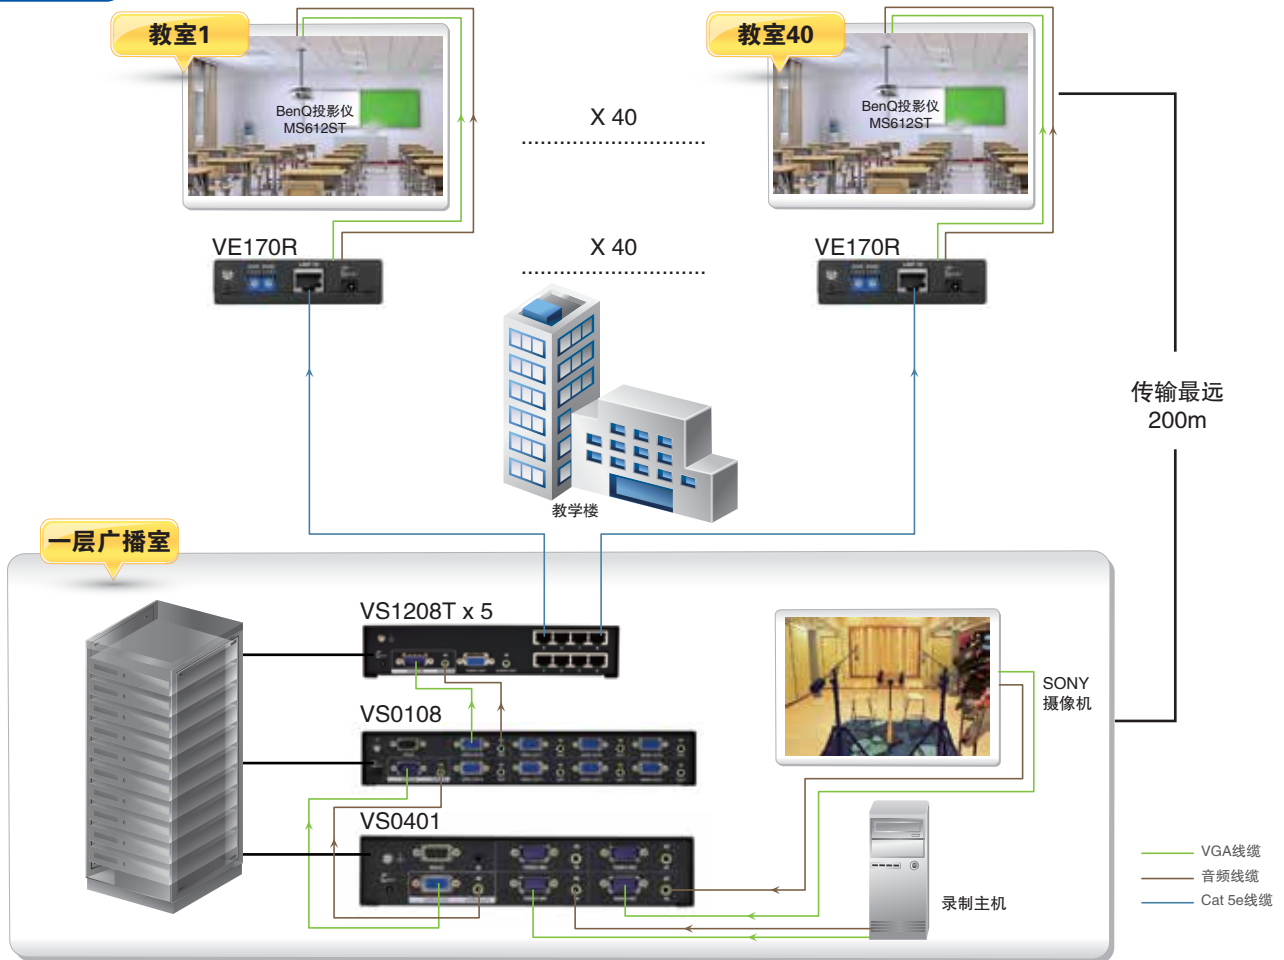 教室1
BenQ投影仪
MS612ST
X 40
教室40
BenQ投影仪
MS612ST
VE170R
X 40
VE170R
传输最远
200m
教学楼
一层广播室
VS1208T x 5
VS0108
VS0401
SONY
摄像机
录制主机
VGA线缆
音频线缆
Cat 5e线缆